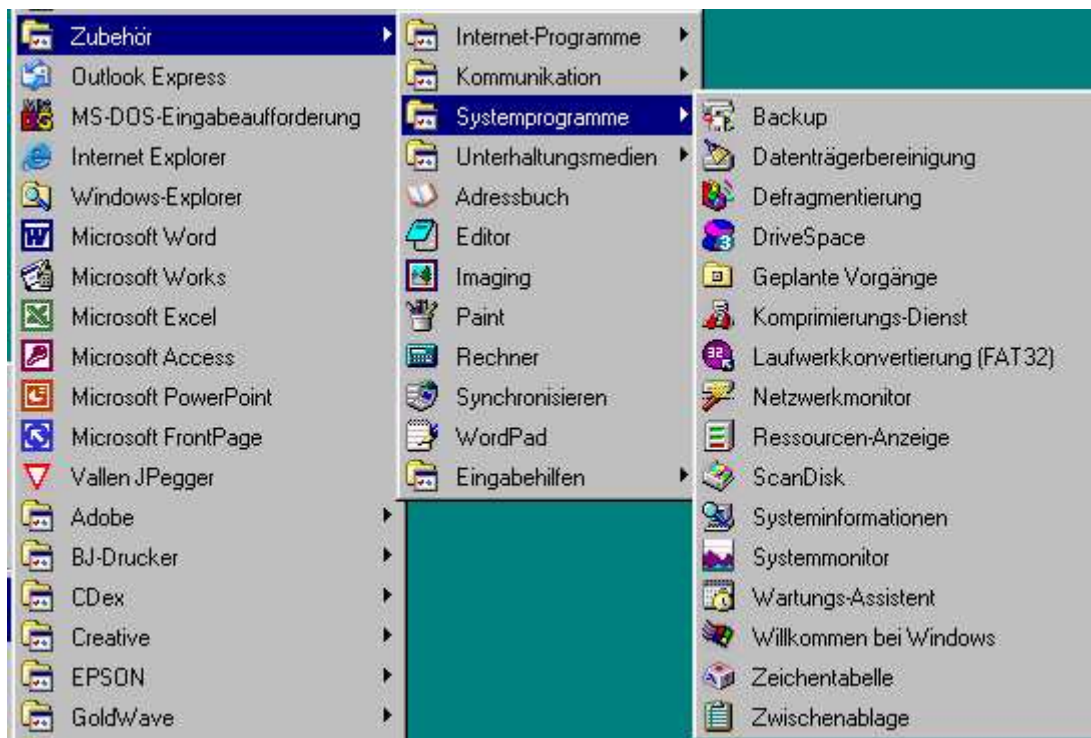 Zubehör
Outlook Express
MS-DOS-Eingabeaufforderung
Internet Explorer
Windows-Explorer
Microsoft Word
Microsoft Works
Microsoft Excel
Microsoft Access
Microsoft PowerPoint
Microsoft FrontPage
Vallen JPegger
Adobe
BJ-Drucker
CDex
Creative
EPSON
GoldWave
Internet-Programme
Kommunikation
Systemprogramme
Unterhaltungsmedien
Adressbuch
Editor
Imaging
Paint
Rechner
Synchronisieren
WordPad
Eingabehilfen
Backup
Datenträgerbereinigung
Defragmentierung
DriveSpace
Geplante Vorgänge
Komprimierungs-Dienst
Laufwerkkonvertierung (FAT32)
Netzwerkmonitor
Ressourcen-Anzeige
ScanDisk
Systeminformationen
Systemmonitor
Wartungs-Assistent
Willkommen bei Windows
Zeichentabelle
Zwischenablage